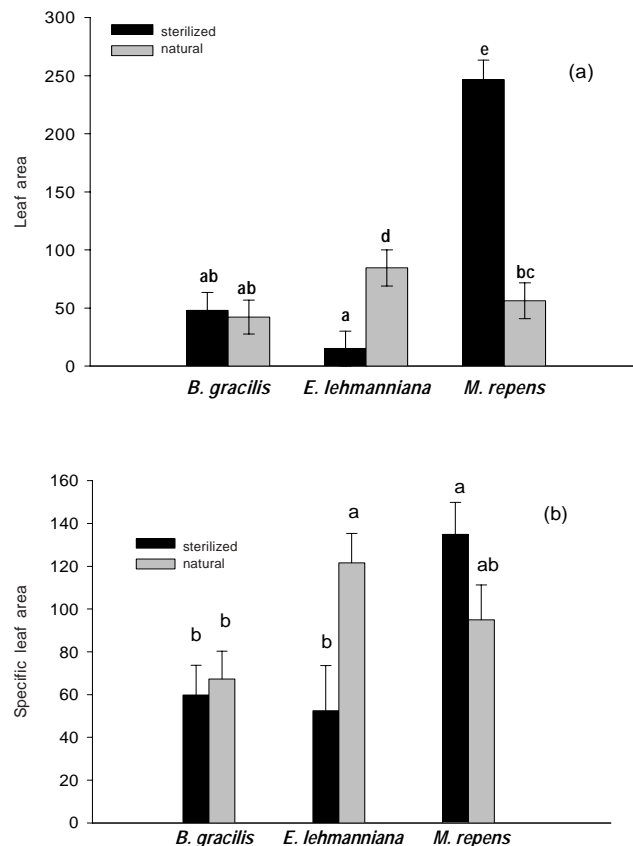 300
250
200
150
100
50
0
Leaf area
sterilized
natural
(a)
ab
ab
a
d
e
bc
B. gracilis
E. lehmanniana
M. repens
160
140
120
100
80
60
40
20
0
Specific leaf area
sterilized
natural
(b)
b
b
b
a
a
ab
B. gracilis
E. lehmanniana
M. repens